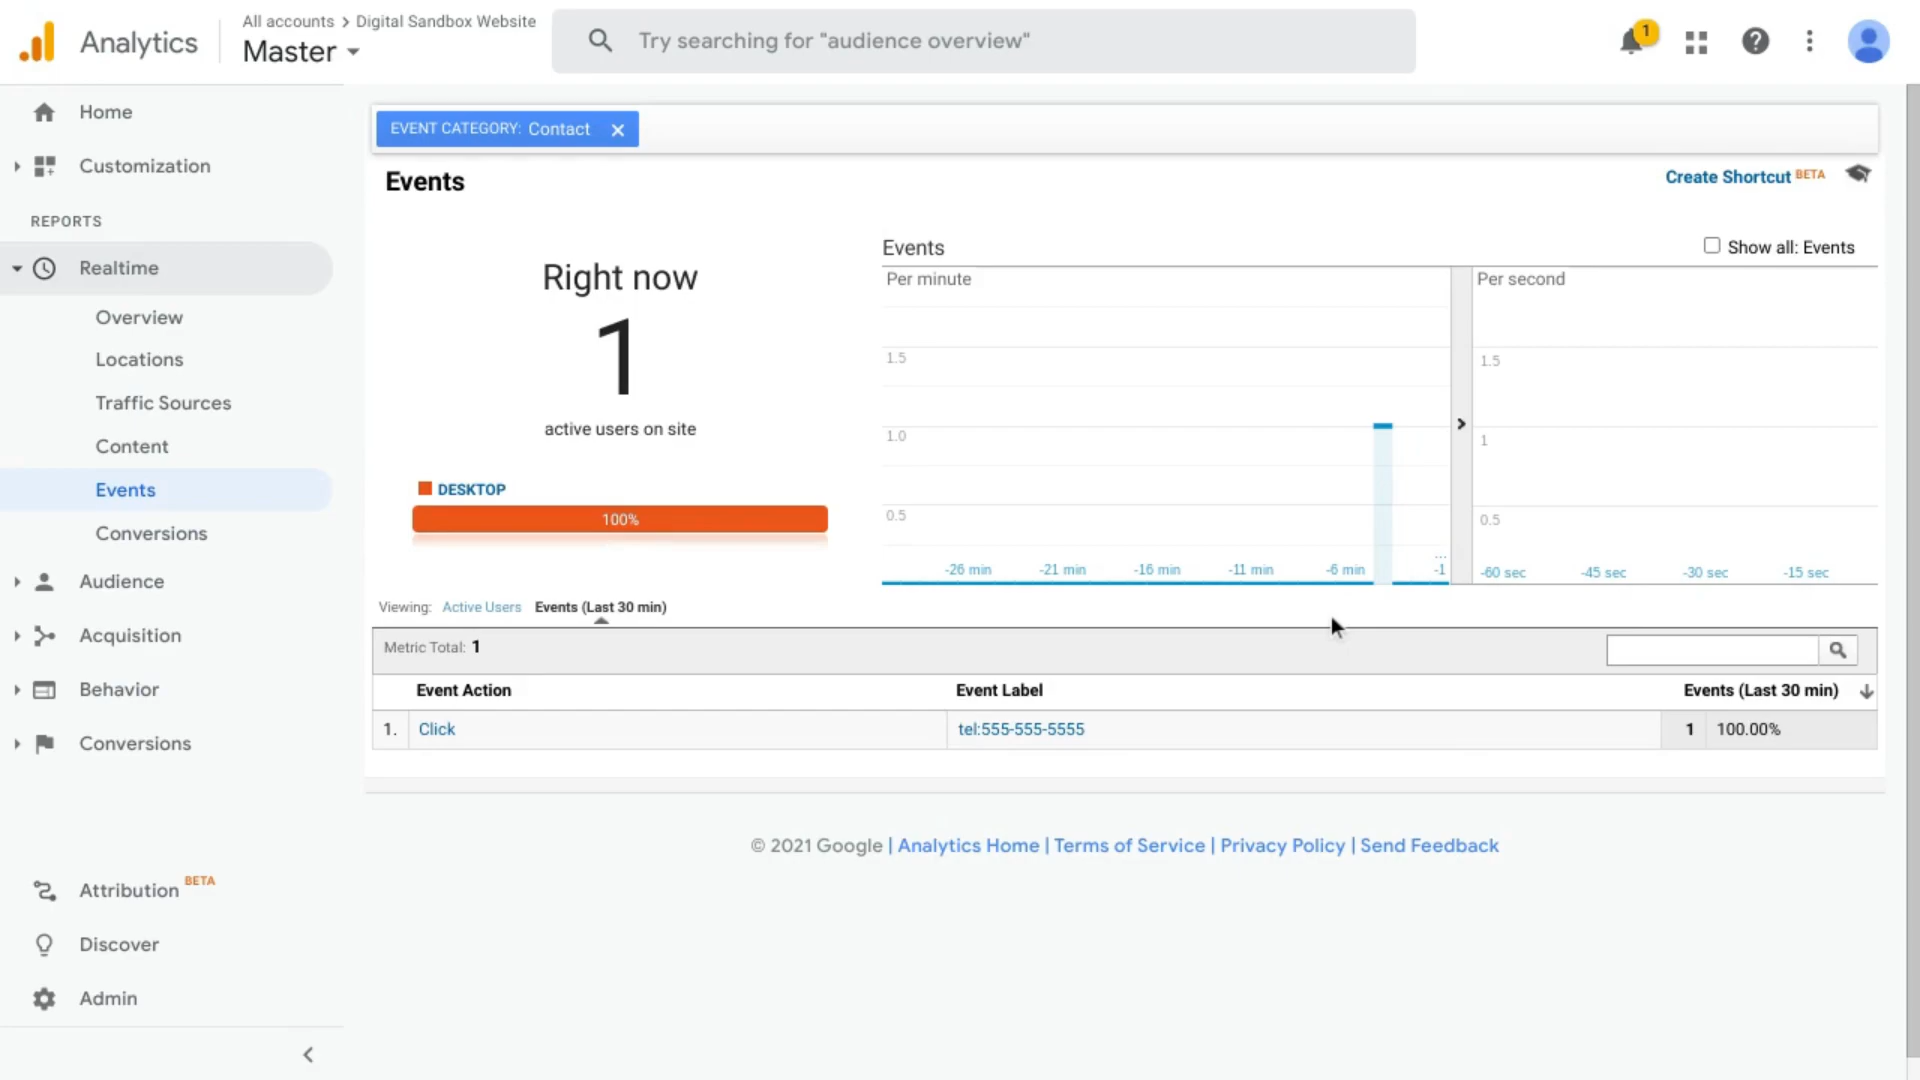 Analytics
All accounts > Digital Sandbox Website
Master
Try searching for "audience overview"
1
Home
Customization
REPORTS
Realtime
Overview
Locations
Traffic Sources
Content
Events
Conversions
Audience
Acquisition
Behavior
Conversions
Attribution BETA
Discover
Admin
EVENT CATEGORY: Contact
Events
Create Shortcut BETA
Right now
1
active users on site
DESKTOP
100%
Events
Show all: Events
Per minute
1.5
1.0
0.5
-26 min -21 min -16 min -11 min -6 min ... -1
Per second
1.5
1
0.5
-60 sec -45 sec -30 sec -15 sec
Viewing: Active Users Events (Last 30 min)
Metric Total: 1
Event Action Event Label Events (Last 30 min)
1. Click tel:555-555-5555 1 100.00%
© 2021 Google | Analytics Home | Terms of Service | Privacy Policy | Send Feedback